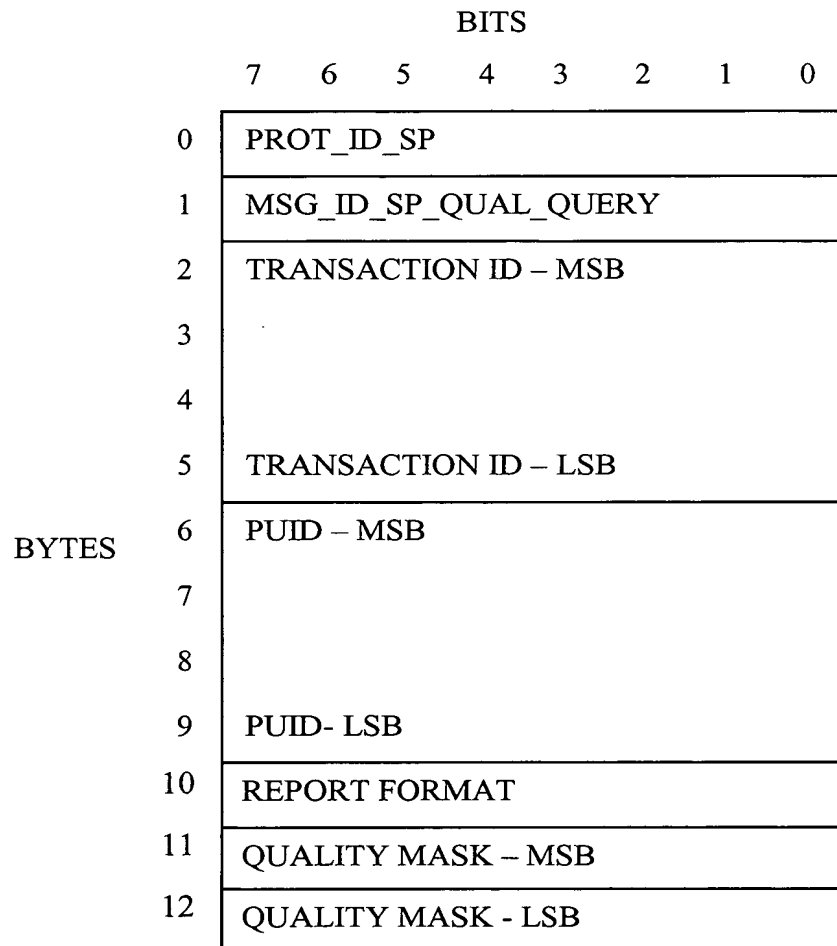 BITS
7 6 5 4 3 2 1 0
0 PROT_ID_SP
1 MSG_ID_SP_QUAL_QUERY
2 TRANSACTION ID – MSB
3
4
5 TRANSACTION ID – LSB
BYTES 6 PUID – MSB
7
8
9 PUID- LSB
10 REPORT FORMAT
11 QUALITY MASK – MSB
12 QUALITY MASK - LSB